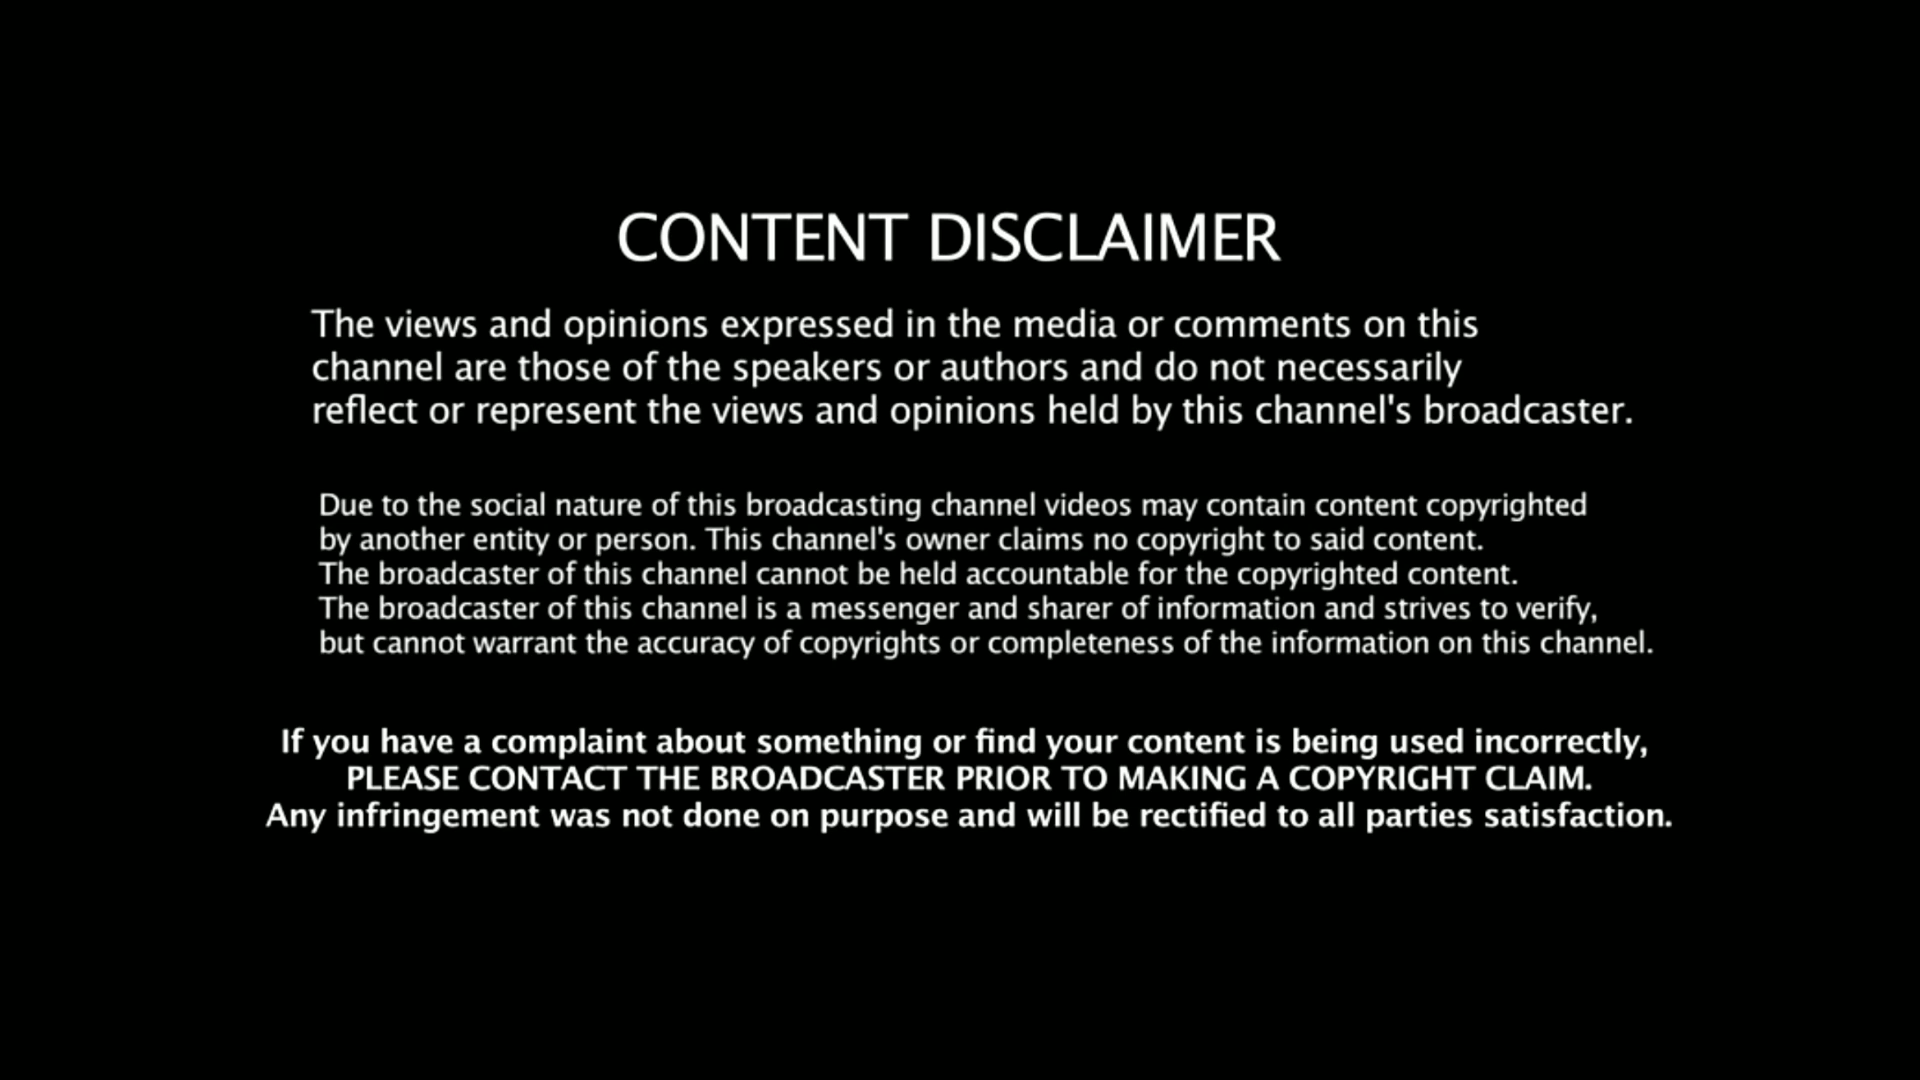 CONTENT DISCLAIMER
The views and opinions expressed in the media or comments on this
channel are those of the speakers or authors and do not necessarily
reflect or represent the views and opinions held by this channel's broadcaster.
Due to the social nature of this broadcasting channel videos may contain content copyrighted
by another entity or person. This channel's owner claims no copyright to said content.
The broadcaster of this channel cannot be held accountable for the copyrighted content.
The broadcaster of this channel is a messenger and sharer of information and strives to verify,
but cannot warrant the accuracy of copyrights or completeness of the information on this channel.
If you have a complaint about something or find your content is being used incorrectly,
PLEASE CONTACT THE BROADCASTER PRIOR TO MAKING A COPYRIGHT CLAIM.
Any infringement was not done on purpose and will be rectified to all parties satisfaction.